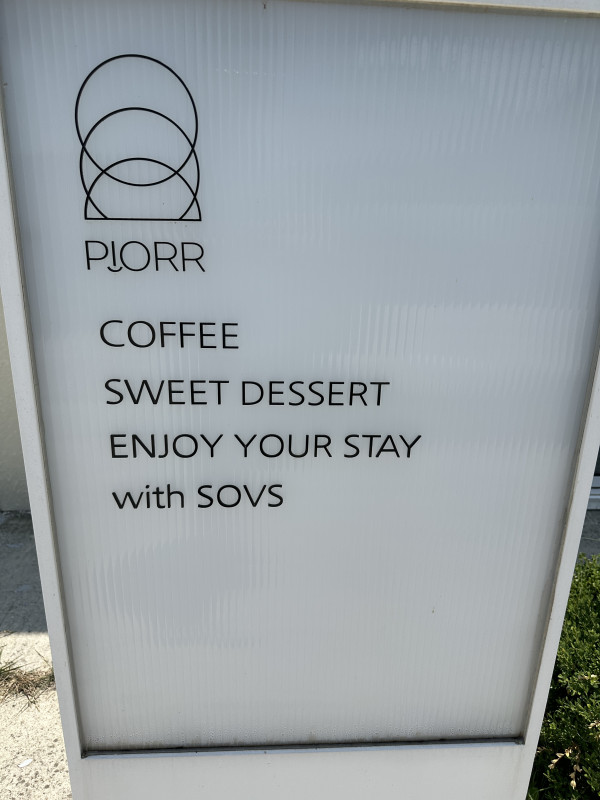 PIORR
COFFEE
SWEET DESSERT
ENJOY YOUR STAY
with SOVS